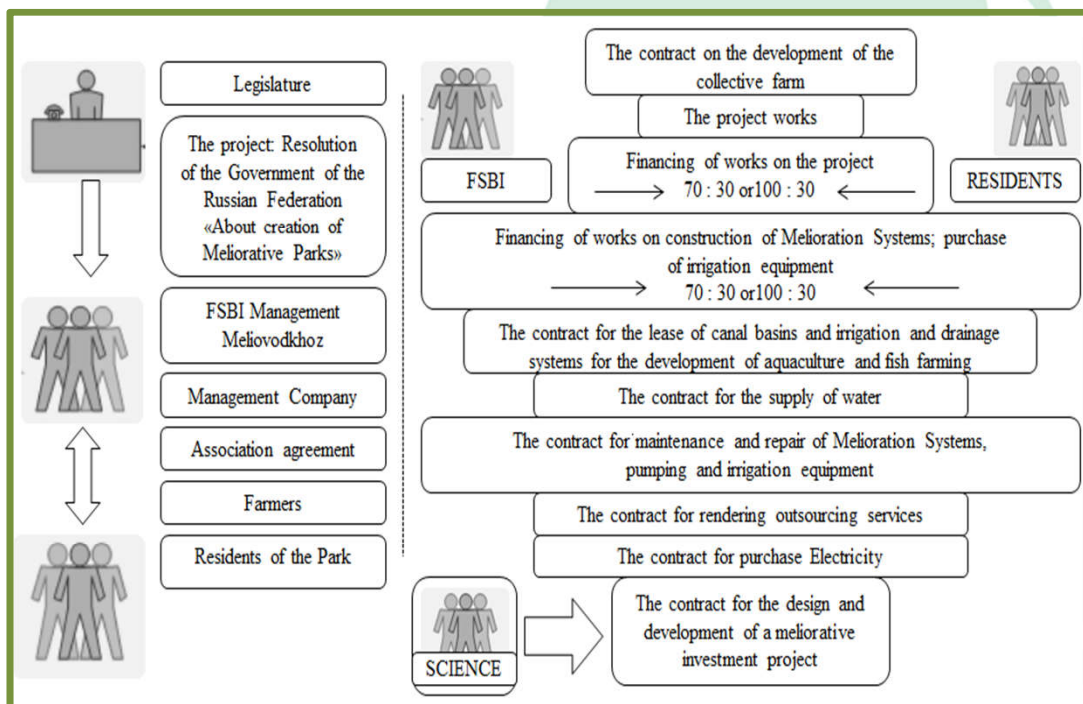 Legislature
The project: Resolution
of the Government of the
Russian Federation
«About creation of
Meliorative Parks»
FSBI Management
Meliovodkhoz
Management Company
Association agreement
Farmers
Residents of the Park
The contract on the development of the
collective farm
The project works
FSBI
RESIDENTS
Financing of works on the project
70 : 30 or100 : 30
Financing of works on construction of Melioration Systems; purchase
of irrigation equipment
70 : 30 or100 : 30
The contract for the lease of canal basins and irrigation and drainage
systems for the development of aquaculture and fish farming
The contract for the supply of water
The contract for maintenance and repair of Melioration Systems,
pumping and irrigation equipment
The contract for rendering outsourcing services
The contract for purchase Electricity
SCIENCE
The contract for the design and
development of a meliorative
investment project